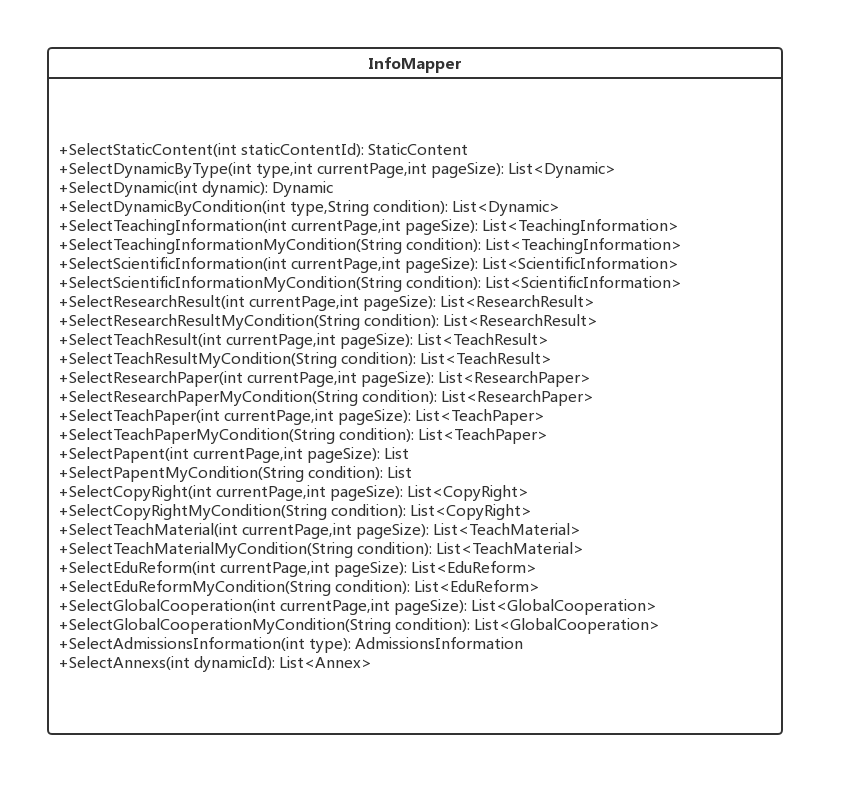 InfoMapper
+SelectStaticContent(int staticContentId): StaticContent
+SelectDynamicByType(int type,int currentPage,int pageSize): List<Dynamic>
+SelectDynamic(int dynamic): Dynamic
+SelectDynamicByCondition(int type,String condition): List<Dynamic>
+SelectTeachingInformation(int currentPage,int pageSize): List<TeachingInformation>
+SelectTeachingInformationMyCondition(String condition): List<TeachingInformation>
+SelectScientificInformation(int currentPage,int pageSize): List<ScientificInformation>
+SelectScientificInformationMyCondition(String condition): List<ScientificInformation>
+SelectResearchResult(int currentPage,int pageSize): List<ResearchResult>
+SelectResearchResultMyCondition(String condition): List<ResearchResult>
+SelectTeachResult(int currentPage,int pageSize): List<TeachResult>
+SelectTeachResultMyCondition(String condition): List<TeachResult>
+SelectResearchPaper(int currentPage,int pageSize): List<ResearchPaper>
+SelectResearchPaperMyCondition(String condition): List<ResearchPaper>
+SelectTeachPaper(int currentPage,int pageSize): List<TeachPaper>
+SelectTeachPaperMyCondition(String condition): List<TeachPaper>
+SelectPapent(int currentPage,int pageSize): List
+SelectPapentMyCondition(String condition): List
+SelectCopyRight(int currentPage,int pageSize): List<CopyRight>
+SelectCopyRightMyCondition(String condition): List<CopyRight>
+SelectTeachMaterial(int currentPage,int pageSize): List<TeachMaterial>
+SelectTeachMaterialMyCondition(String condition): List<TeachMaterial>
+SelectEduReform(int currentPage,int pageSize): List<EduReform>
+SelectEduReformMyCondition(String condition): List<EduReform>
+SelectGlobalCooperation(int currentPage,int pageSize): List<GlobalCooperation>
+SelectGlobalCooperationMyCondition(String condition): List<GlobalCooperation>
+SelectAdmissionsInformation(int type): AdmissionsInformation
+SelectAnnexs(int dynamicId): List<Annex>